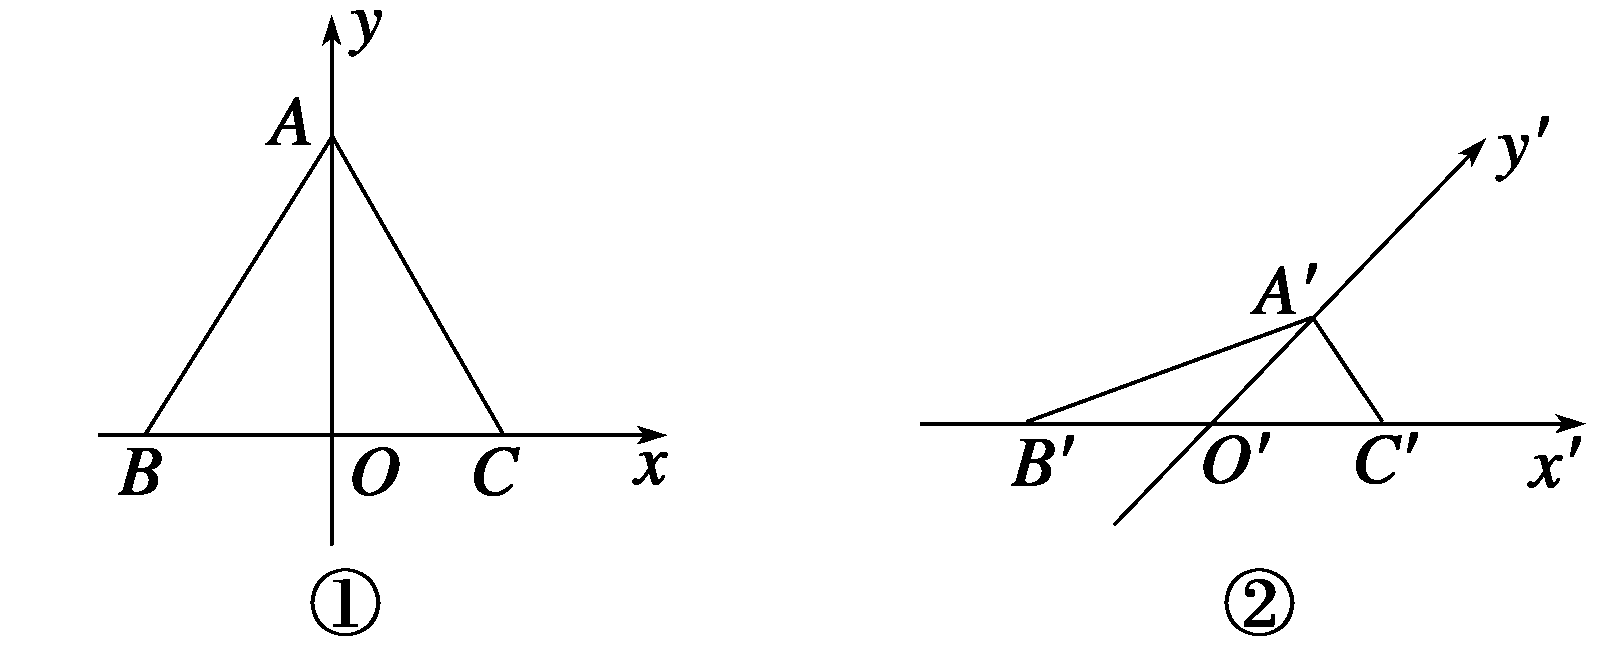 y
A
B O C x
①
y′
A′
B′ O′ C′ x′
②